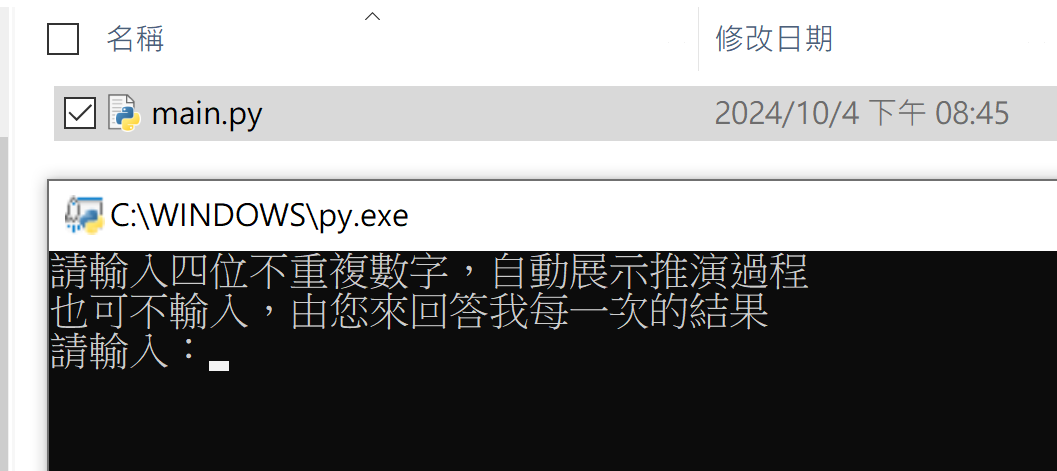 名稱 修改日期
main.py 2024/10/4 下午 08:45
C:\WINDOWS\py.exe
請輸入四位不重複數字，自動展示推演過程
也可不輸入，由您來回答我每一次的結果
請輸入：